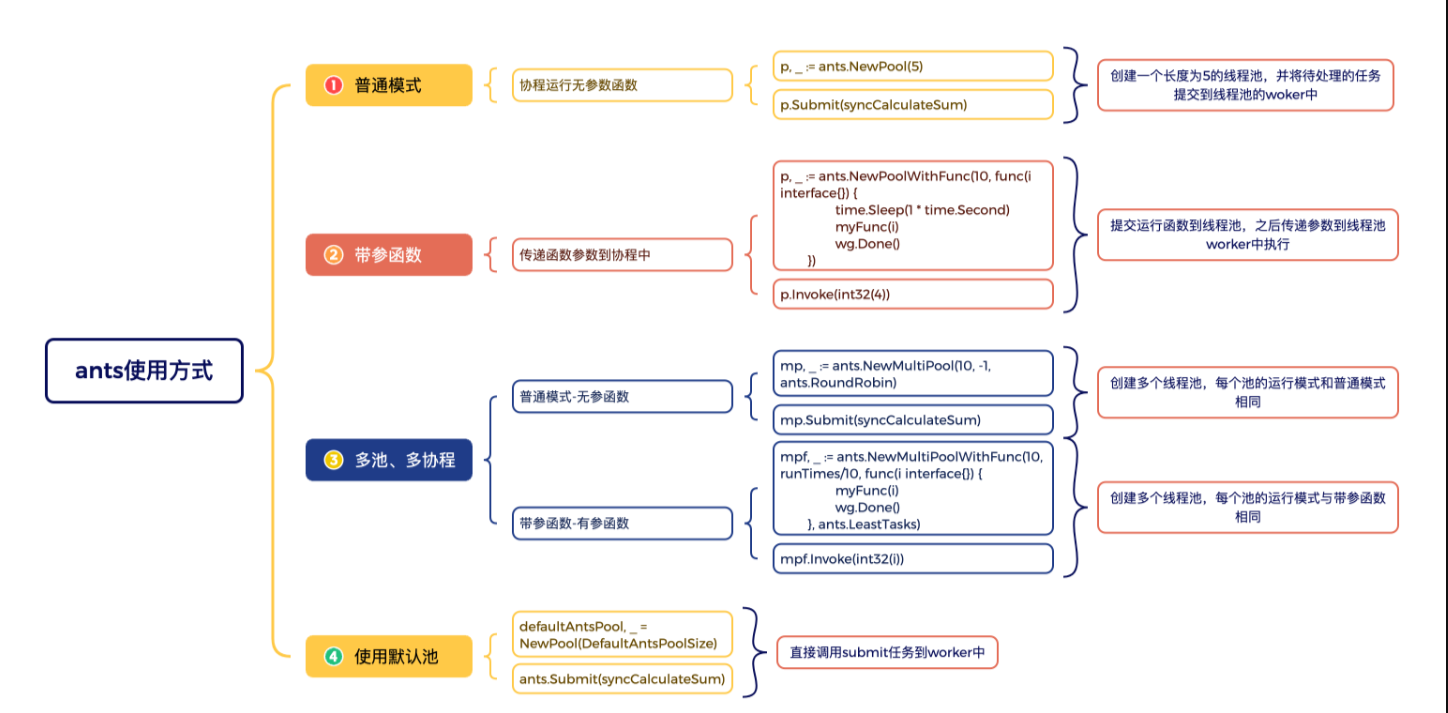 ants使用方式
1 普通模式
协程运行无参数函数
p, _ := ants.NewPool(5)
p.Submit(syncCalculateSum)
创建一个长度为5的线程池，并将待处理的任务
提交到线程池的woker中
2 带参函数
传递函数参数到协程中
p, _ := ants.NewPoolWithFunc(10, func(i
interface{}) {
time.Sleep(1 * time.Second)
myFunc(i)
wg.Done()
})
p.Invoke(int32(4))
提交运行函数到线程池，之后传递参数到线程池
worker中执行
3 多池、多协程
普通模式-无参函数
mp, _ := ants.NewMultiPool(10, -1,
ants.RoundRobin)
mp.Submit(syncCalculateSum)
创建多个线程池，每个池的运行模式和普通模式
相同
带参函数-有参函数
mpf, _ := ants.NewMultiPoolWithFunc(10,
runTimes/10, func(i interface{}) {
myFunc(i)
wg.Done()
}, ants.LeastTasks)
mpf.Invoke(int32(i))
创建多个线程池，每个池的运行模式与带参函数
相同
4 使用默认池
defaultAntsPool, _ =
NewPool(DefaultAntsPoolSize)
ants.Submit(syncCalculateSum)
直接调用submit任务到worker中